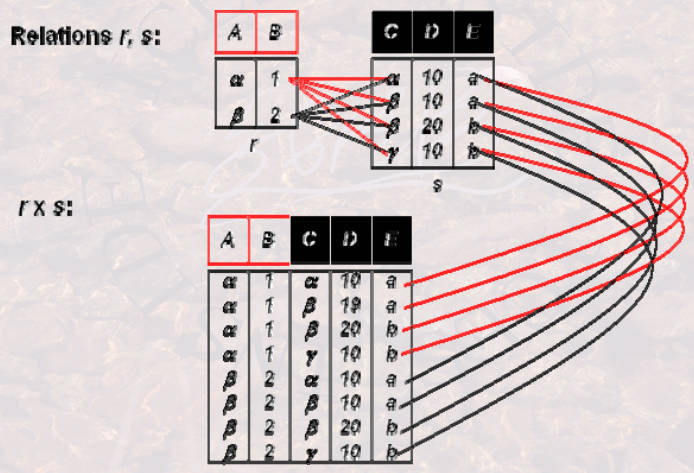 Relations r, s:
A B
α 1
β 2
r
C D E
α 10 a
β 10 a
β 20 b
γ 10 b
s
r x s:
A B C D E
α 1 α 10 a
α 1 β 19 a
α 1 β 20 b
α 1 γ 10 b
β 2 α 10 a
β 2 β 10 a
β 2 β 20 b
β 2 γ 10 b